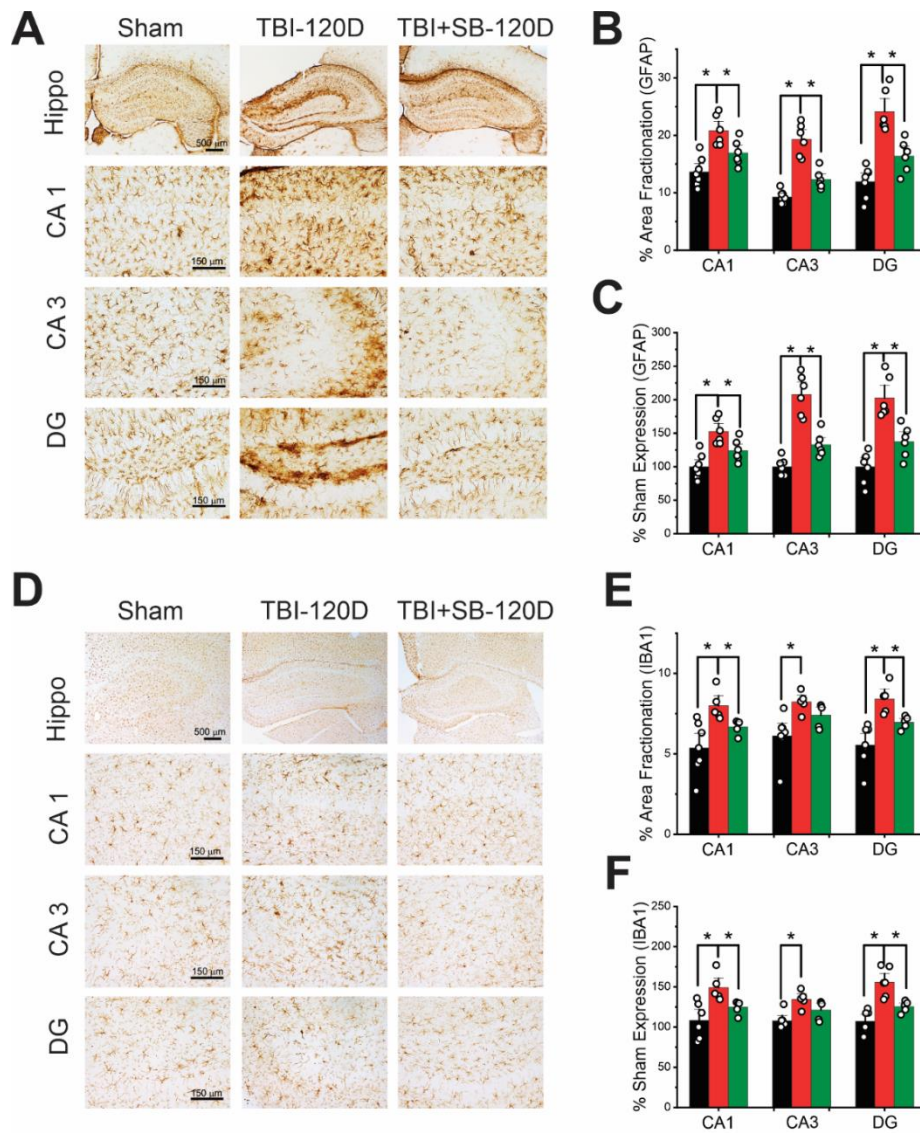 A
Sham
TBI-120D
TBI+SB-120D
Hippo
500 µm
CA 1
150 µm
CA 3
150 µm
DG
150 µm
B
% Area Fractionation (GFAP)
30
20
10
0
* *
* *
* *
CA1
CA3
DG
C
% Sham Expression (GFAP)
300
250
200
150
100
50
0
* *
* *
* *
CA1
CA3
DG
D
Sham
TBI-120D
TBI+SB-120D
Hippo
500 µm
CA 1
150 µm
CA 3
150 µm
DG
150 µm
E
% Area Fractionation (IBA1)
10
5
0
* *
*
* *
CA1
CA3
DG
F
% Sham Expression (IBA1)
250
200
150
100
50
0
* *
*
* *
CA1
CA3
DG